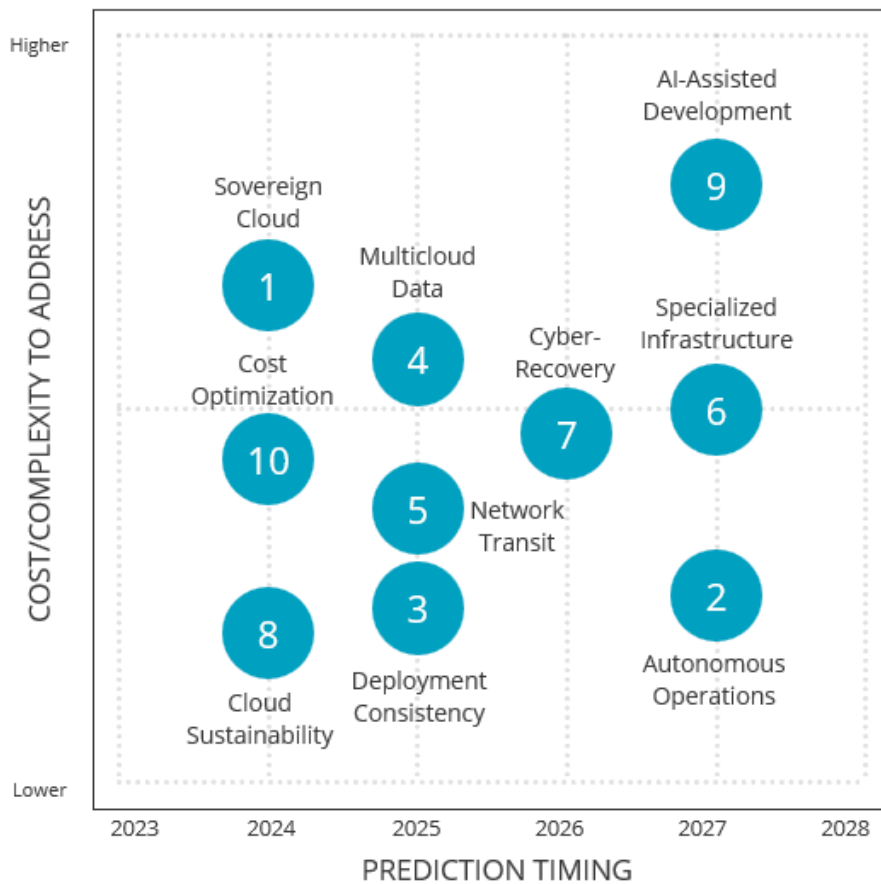 Higher
AI-Assisted
Development
9
Sovereign
Cloud
1
Multicloud
Data
4
Specialized
Infrastructure
6
Cyber-
Recovery
7
Cost
Optimization
10
5
Network
Transit
3
Deployment
Consistency
8
Cloud
Sustainability
2
Autonomous
Operations
Lower
COST/COMPLEXITY TO ADDRESS
2023 2024 2025 2026 2027 2028
PREDICTION TIMING